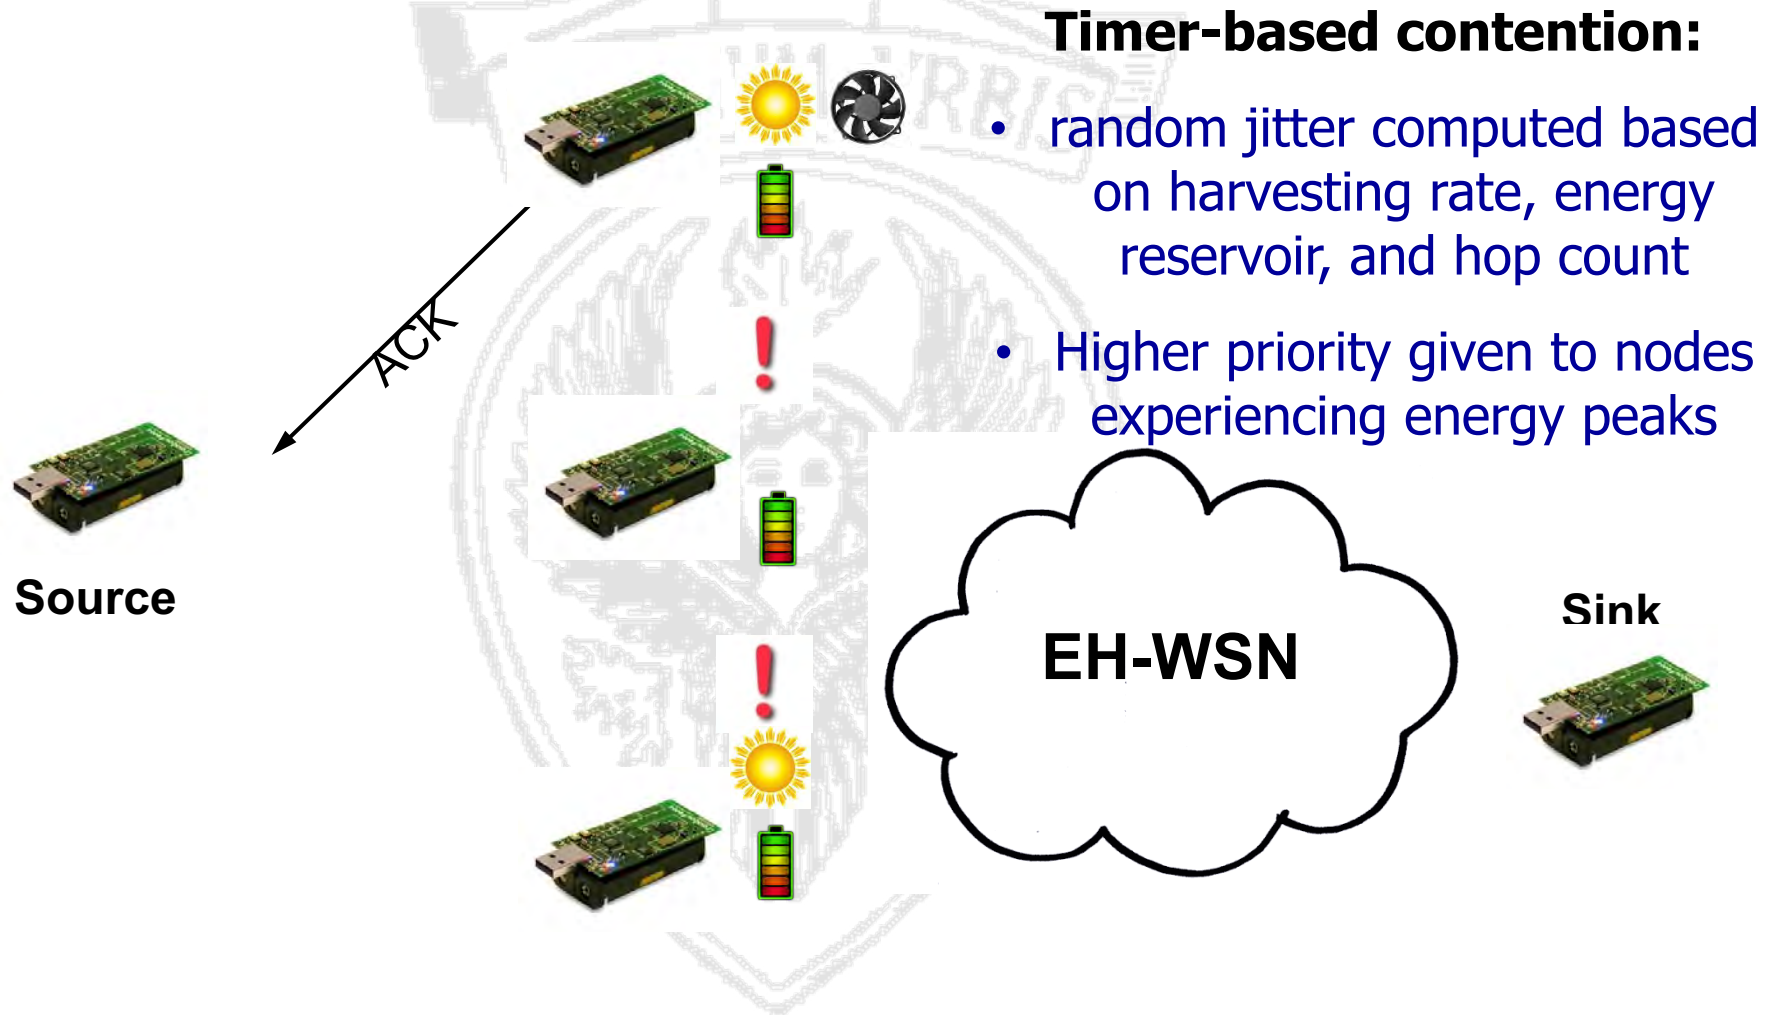 Timer-based contention:
• random jitter computed based
on harvesting rate, energy
reservoir, and hop count
• Higher priority given to nodes
experiencing energy peaks
ACK
Source
EH-WSN
Sink